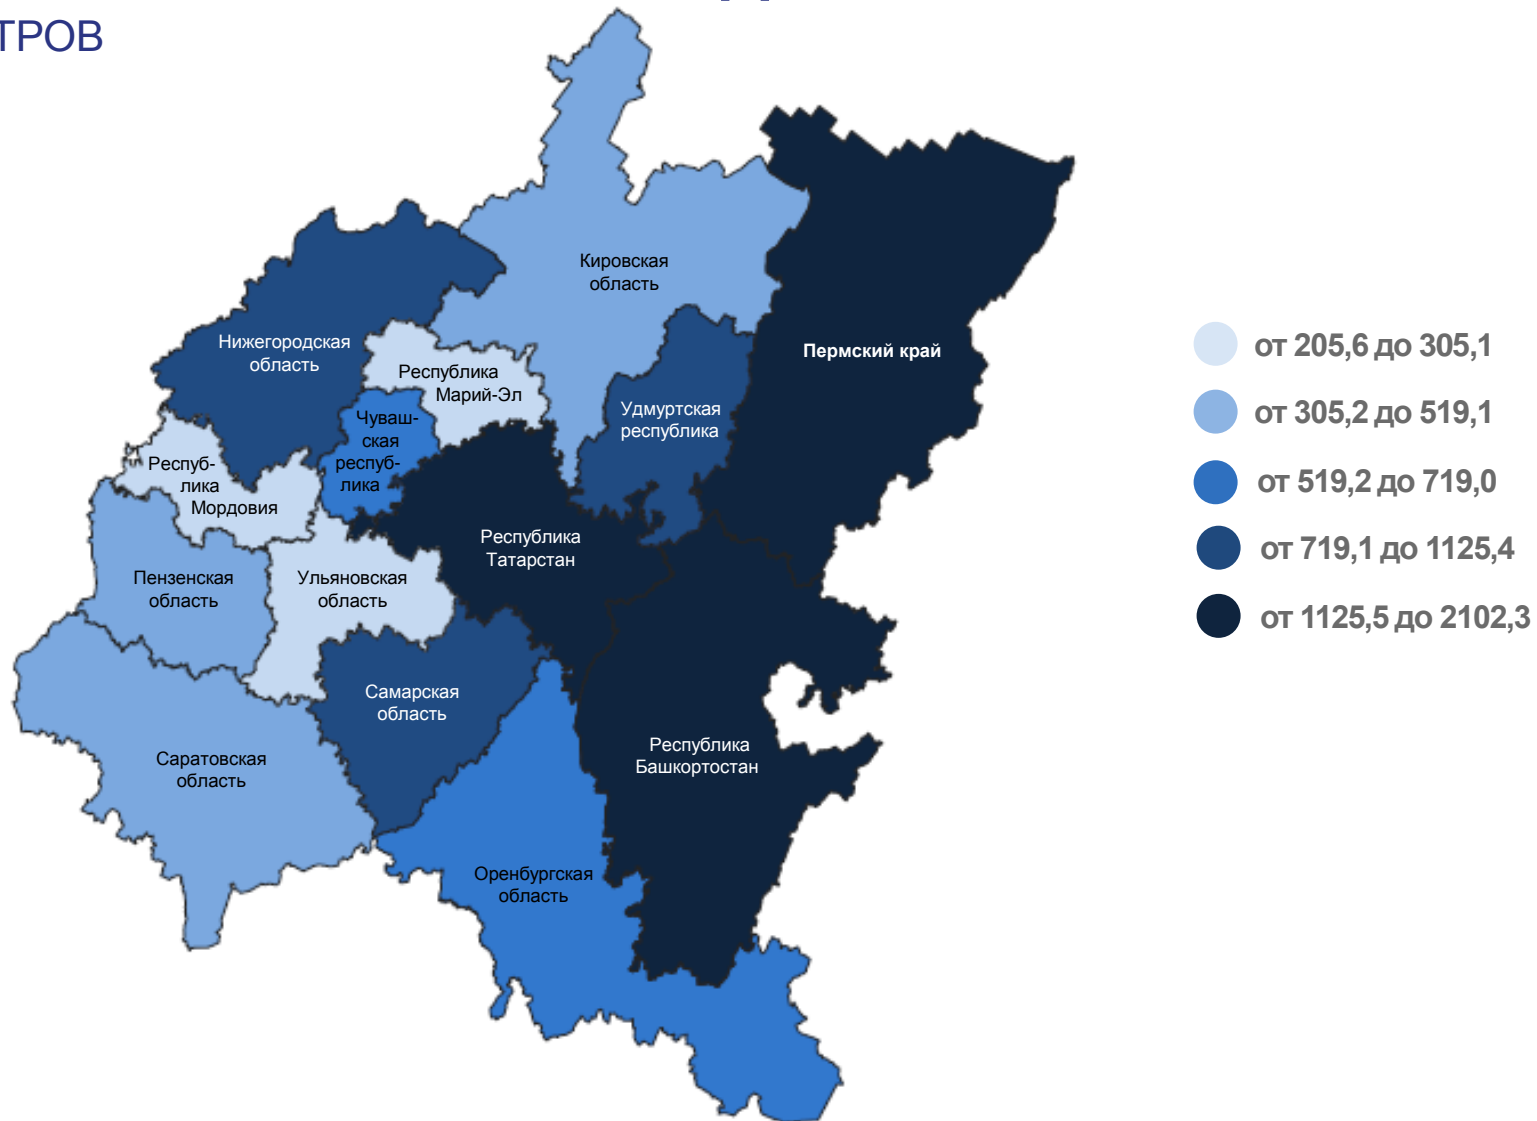 ТРОВ
Кировская
область
Нижегородская
область
Пермский край
Республика
Марий-Эл
Удмуртская
республика
Чуваш-
ская
респуб-
лика
Респуб-
лика
Мордовия
Республика
Татарстан
Пензенская
область
Ульяновская
область
Самарская
область
Саратовская
область
Республика
Башкортостан
Оренбургская
область
от 205,6 до 305,1
от 305,2 до 519,1
от 519,2 до 719,0
от 719,1 до 1125,4
от 1125,5 до 2102,3